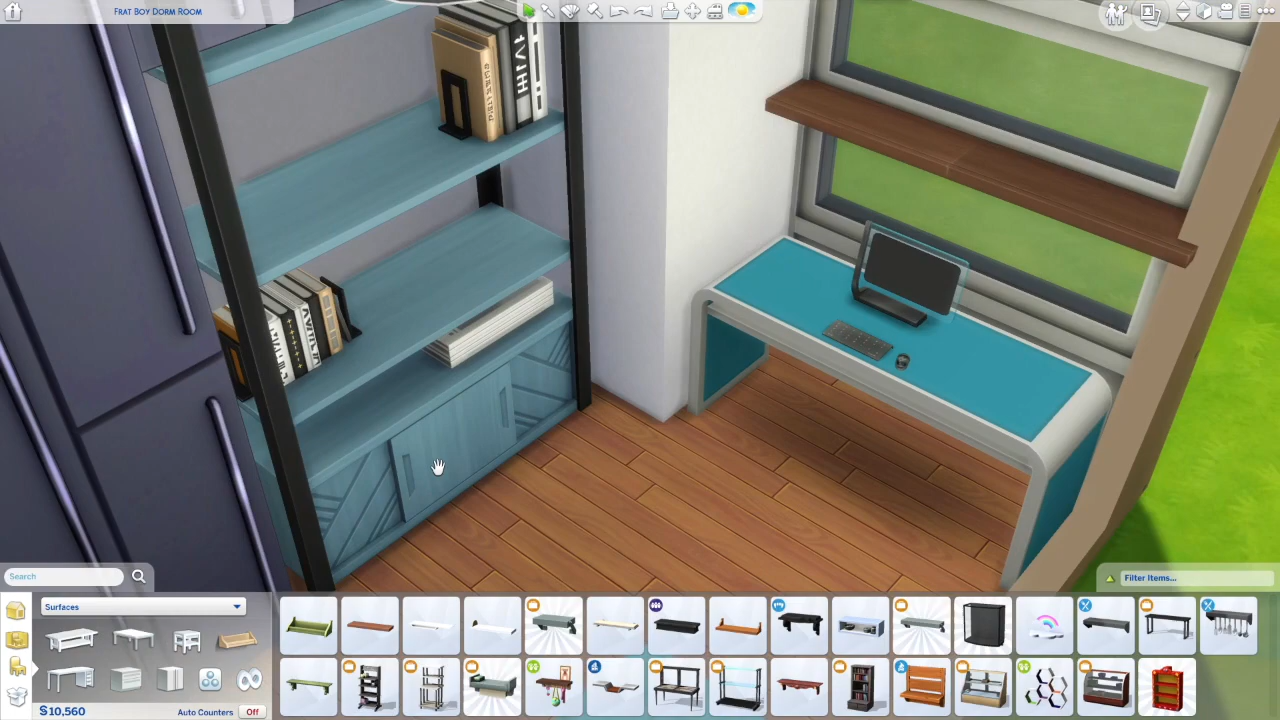 Frat Boy Dorm Room
Search
Filter Items...
Surfaces
§10,560
Auto Counters
Off